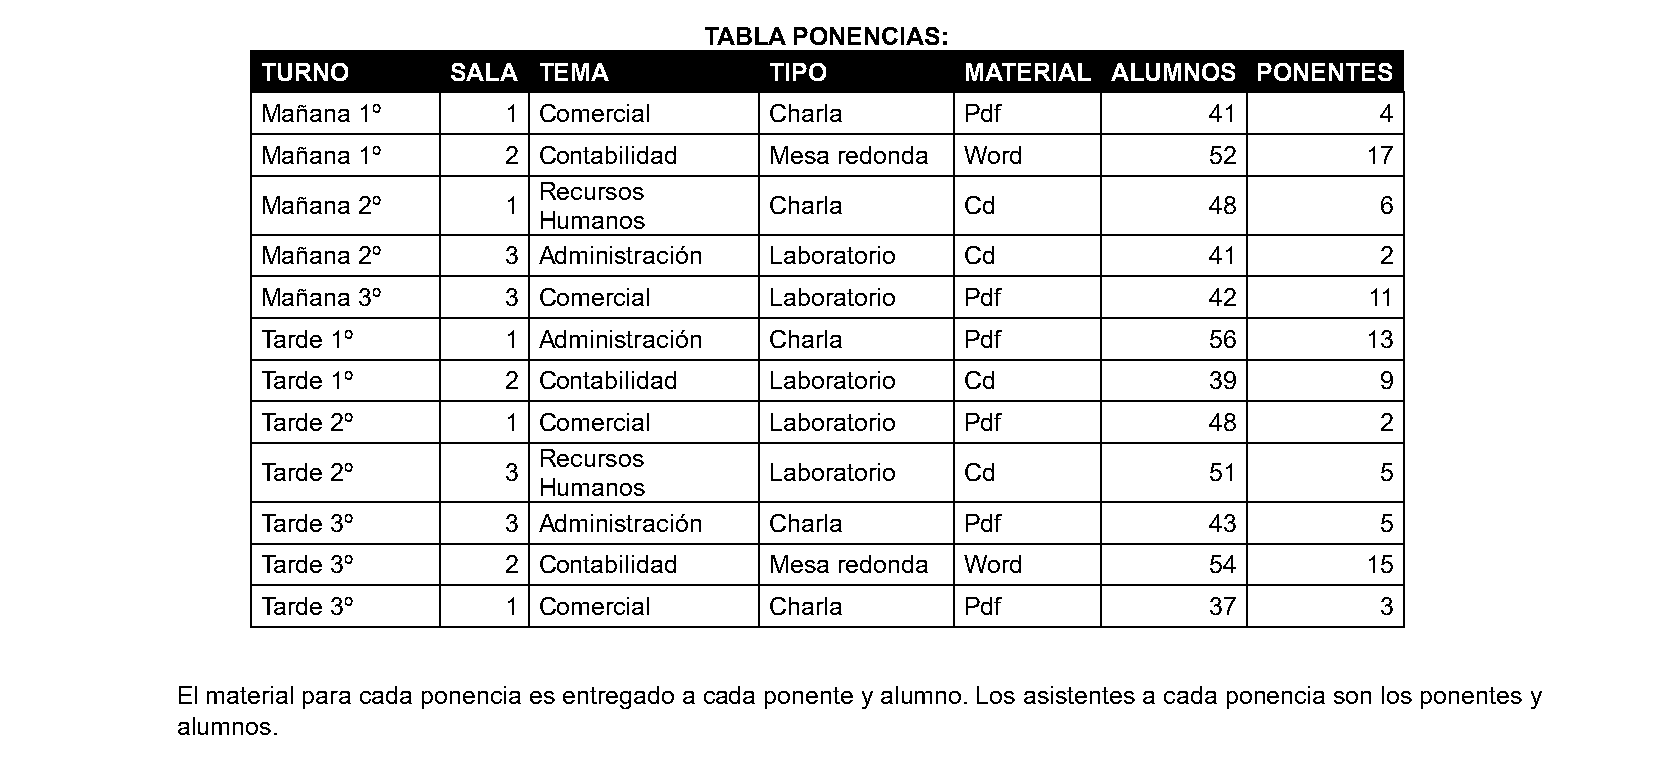 TABLA PONENCIAS:
TURNO SALA TEMA TIPO MATERIAL ALUMNOS PONENTES
Mañana 1º 1 Comercial Charla Pdf 41 4
Mañana 1º 2 Contabilidad Mesa redonda Word 52 17
Mañana 2º 1 Recursos Humanos Charla Cd 48 6
Mañana 2º 3 Administración Laboratorio Cd 41 2
Mañana 3º 3 Comercial Laboratorio Pdf 42 11
Tarde 1º 1 Administración Charla Pdf 56 13
Tarde 1º 2 Contabilidad Laboratorio Cd 39 9
Tarde 2º 1 Comercial Laboratorio Pdf 48 2
Tarde 2º 3 Recursos Humanos Laboratorio Cd 51 5
Tarde 3º 3 Administración Charla Pdf 43 5
Tarde 3º 2 Contabilidad Mesa redonda Word 54 15
Tarde 3º 1 Comercial Charla Pdf 37 3
El material para cada ponencia es entregado a cada ponente y alumno. Los asistentes a cada ponencia son los ponentes y
alumnos.